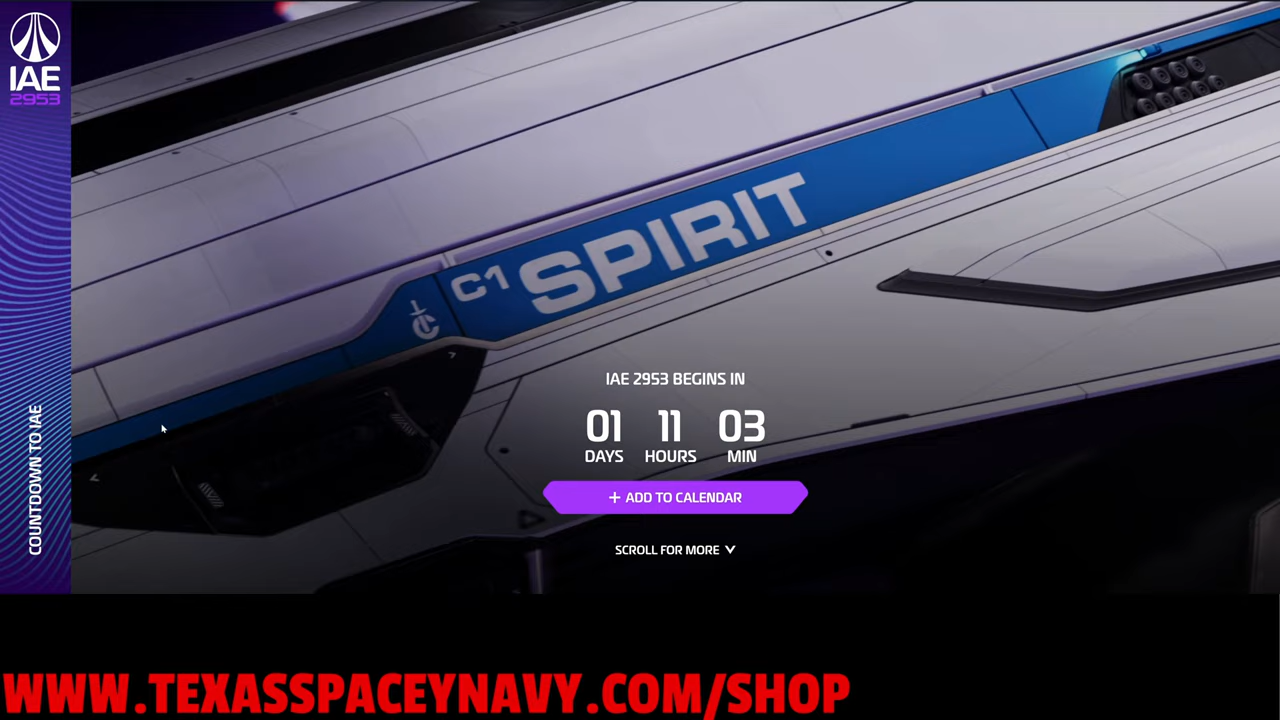 IAE
2953
COUNTDOWN TO IAE
C1 SPIRIT
IAE 2953 BEGINS IN
01 11 03
DAYS HOURS MIN
+ ADD TO CALENDAR
SCROLL FOR MORE
WWW.TEXASSPACEYNAVY.COM/SHOP